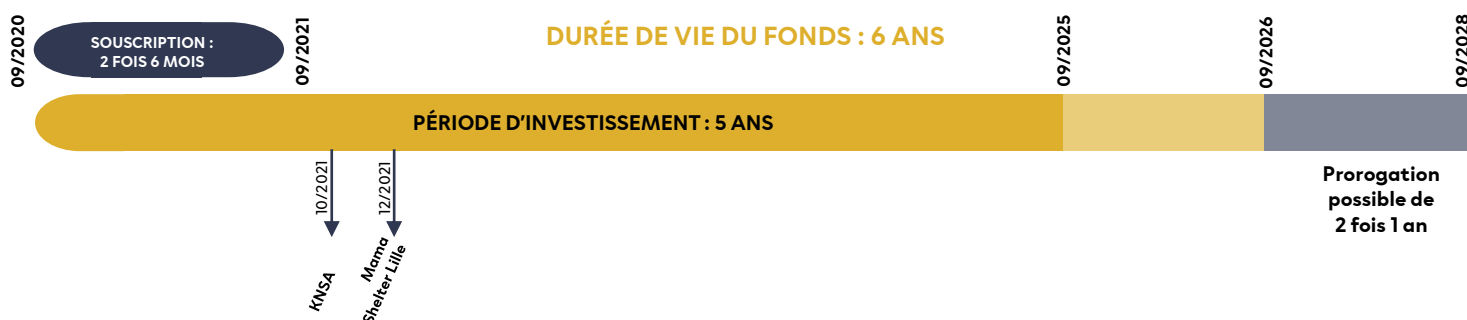 09/2020
SOUSCRIPTION :
2 FOIS 6 MOIS
09/2021
DURÉE DE VIE DU FONDS : 6 ANS
09/2025
09/2026
09/2028
PÉRIODE D'INVESTISSEMENT : 5 ANS
10/2021
12/2021
KNSA
Mama
Shelter Lille
Prorogation
possible de
2 fois 1 an